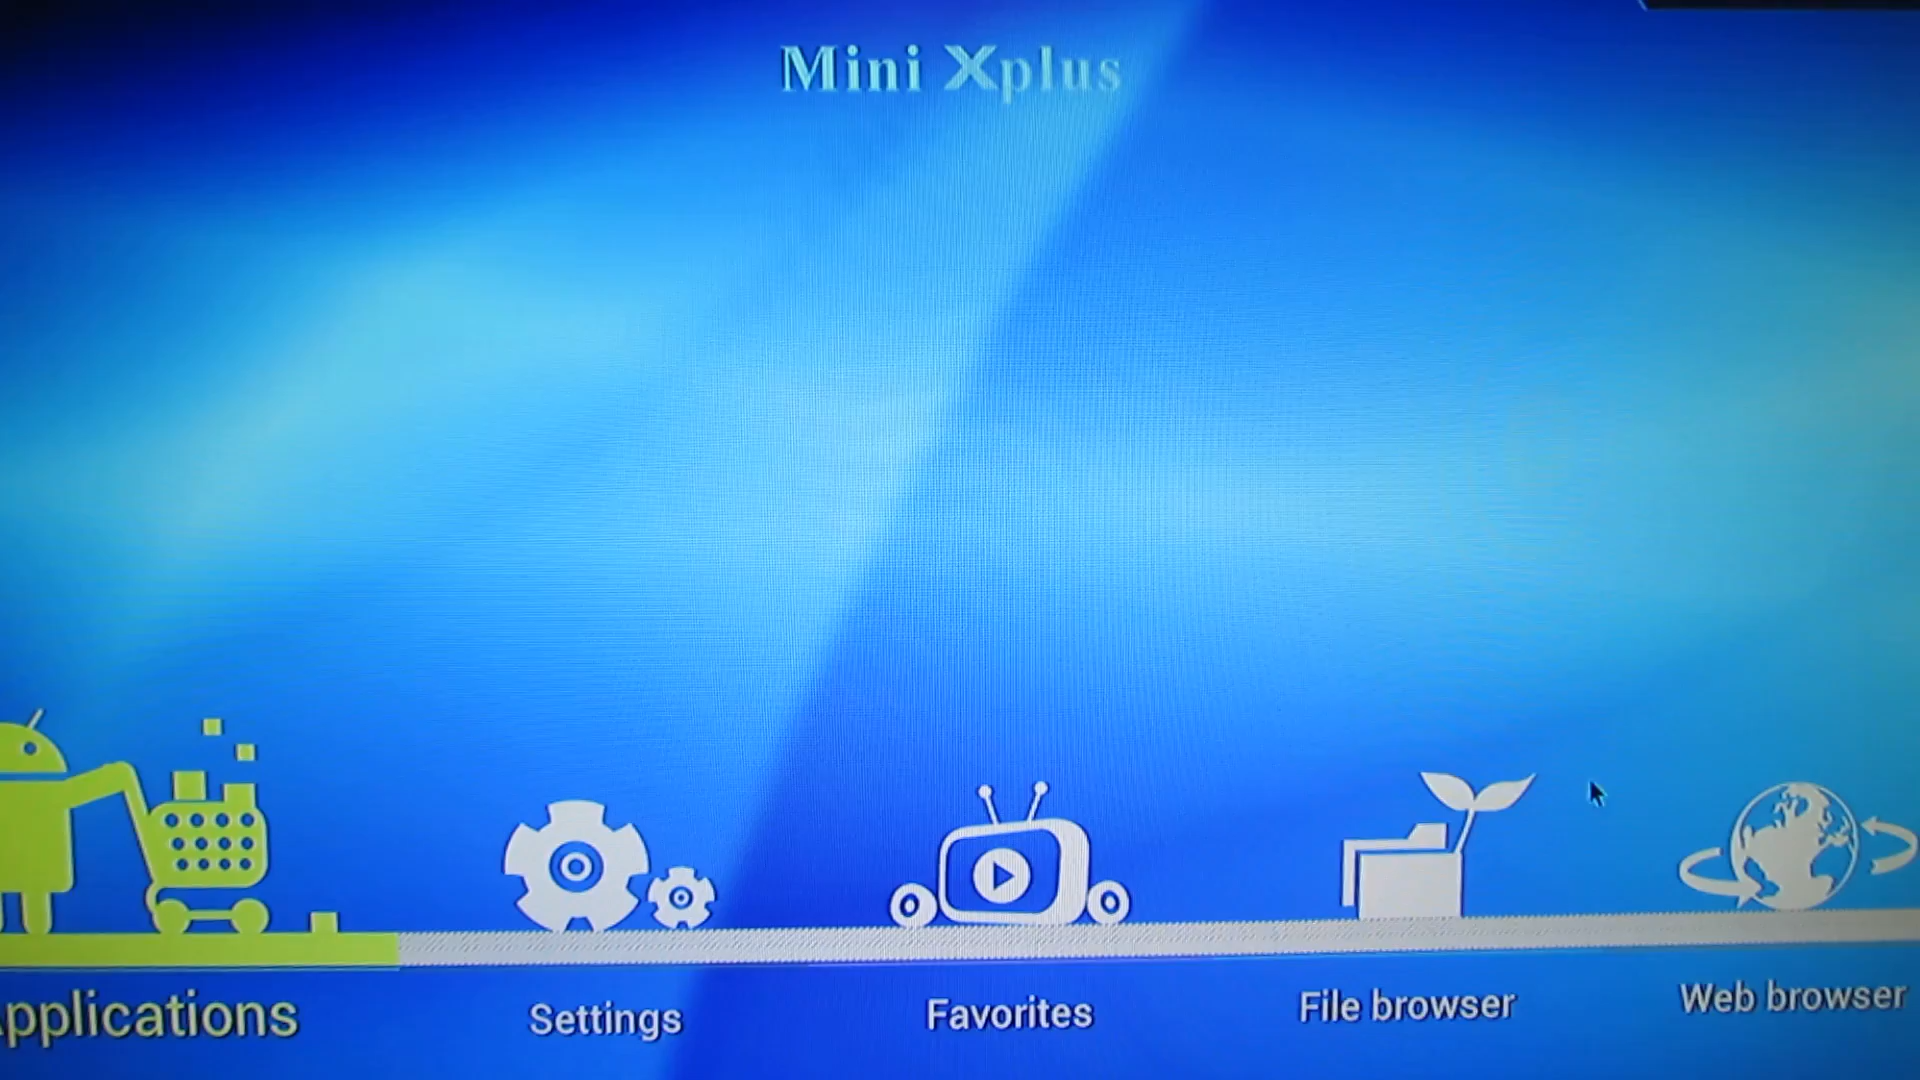 Mini Xplus
pplications
Settings
Favorites
File browser
Web browser